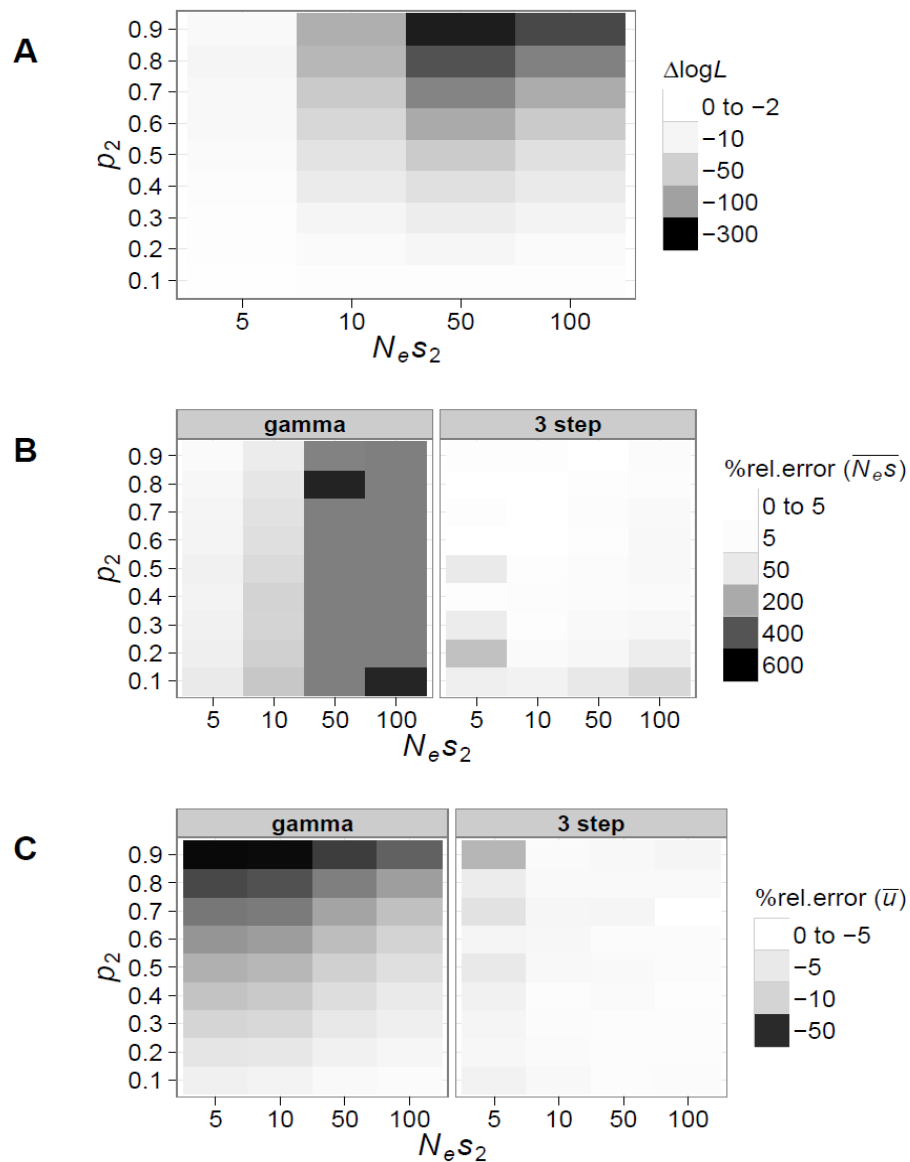 A
0.9
0.8
0.7
0.6
0.5
0.4
0.3
0.2
0.1
p2
5 10 50 100
Nes2
ΔlogL
0 to −2
−10
−50
−100
−300
B
gamma 3 step
0.9
0.8
0.7
0.6
0.5
0.4
0.3
0.2
0.1
p2
5 10 50 100 5 10 50 100
Nes2
%rel.error (N̅e̅s̅)
0 to 5
5
50
200
400
600
C
gamma 3 step
0.9
0.8
0.7
0.6
0.5
0.4
0.3
0.2
0.1
p2
5 10 50 100 5 10 50 100
Nes2
%rel.error (u̅)
0 to −5
−5
−10
−50